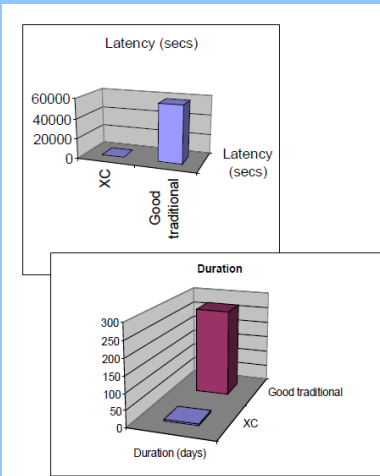 Latency (secs)
60000
40000
20000
0
XC
Good
traditional
Latency
(secs)
Duration
300
250
200
150
100
50
0
Good traditional
XC
Duration (days)